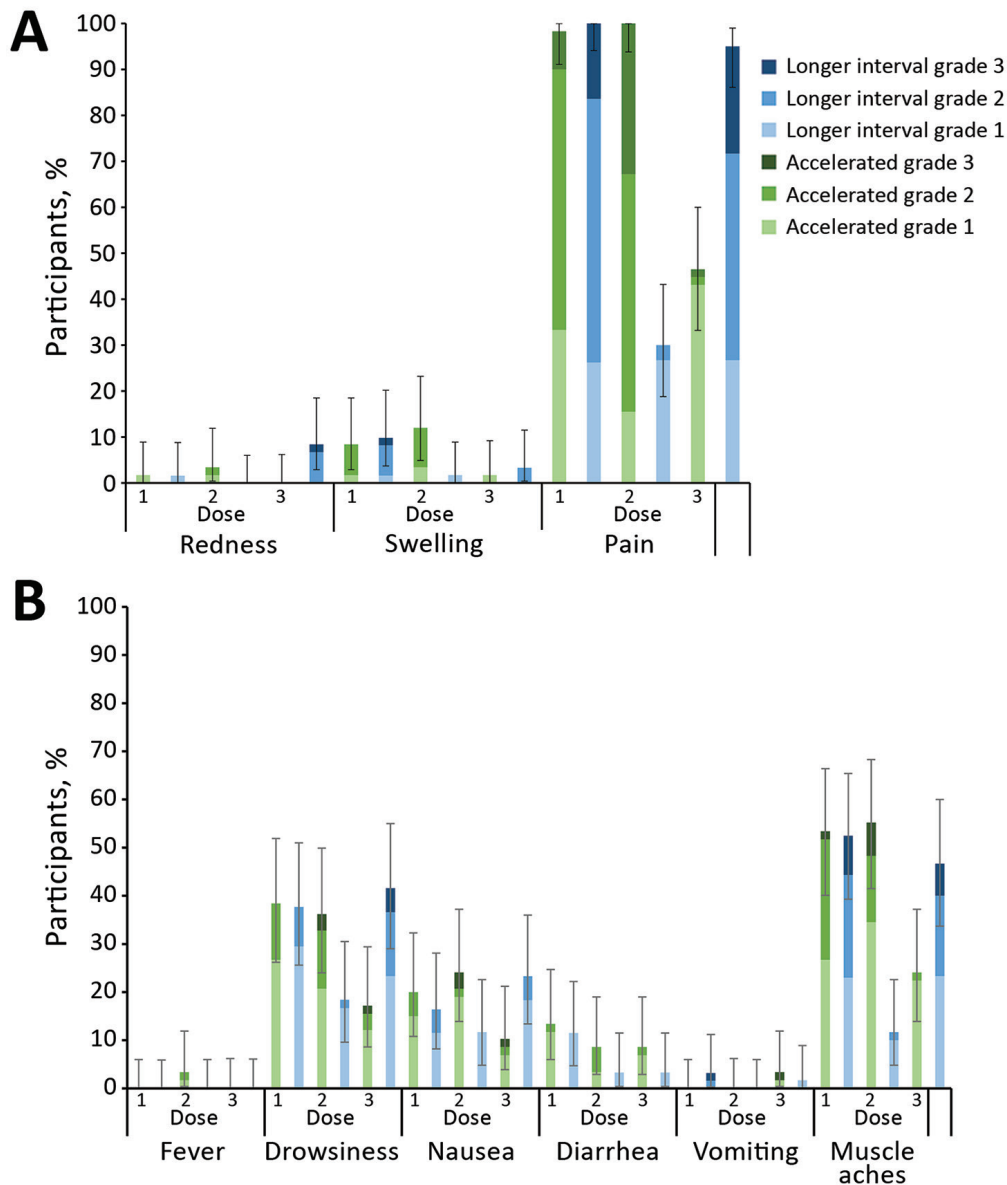 A
Participants, %
100
90
80
70
60
50
40
30
20
10
0
1 2 3 1 2 3 1 2 3
Dose Dose Dose
Redness Swelling Pain
Longer interval grade 3
Longer interval grade 2
Longer interval grade 1
Accelerated grade 3
Accelerated grade 2
Accelerated grade 1
B
Participants, %
100
90
80
70
60
50
40
30
20
10
0
1 2 3 1 2 3 1 2 3 1 2 3 1 2 3 1 2 3
Dose Dose Dose Dose Dose Dose
Fever Drowsiness Nausea Diarrhea Vomiting Muscle
aches